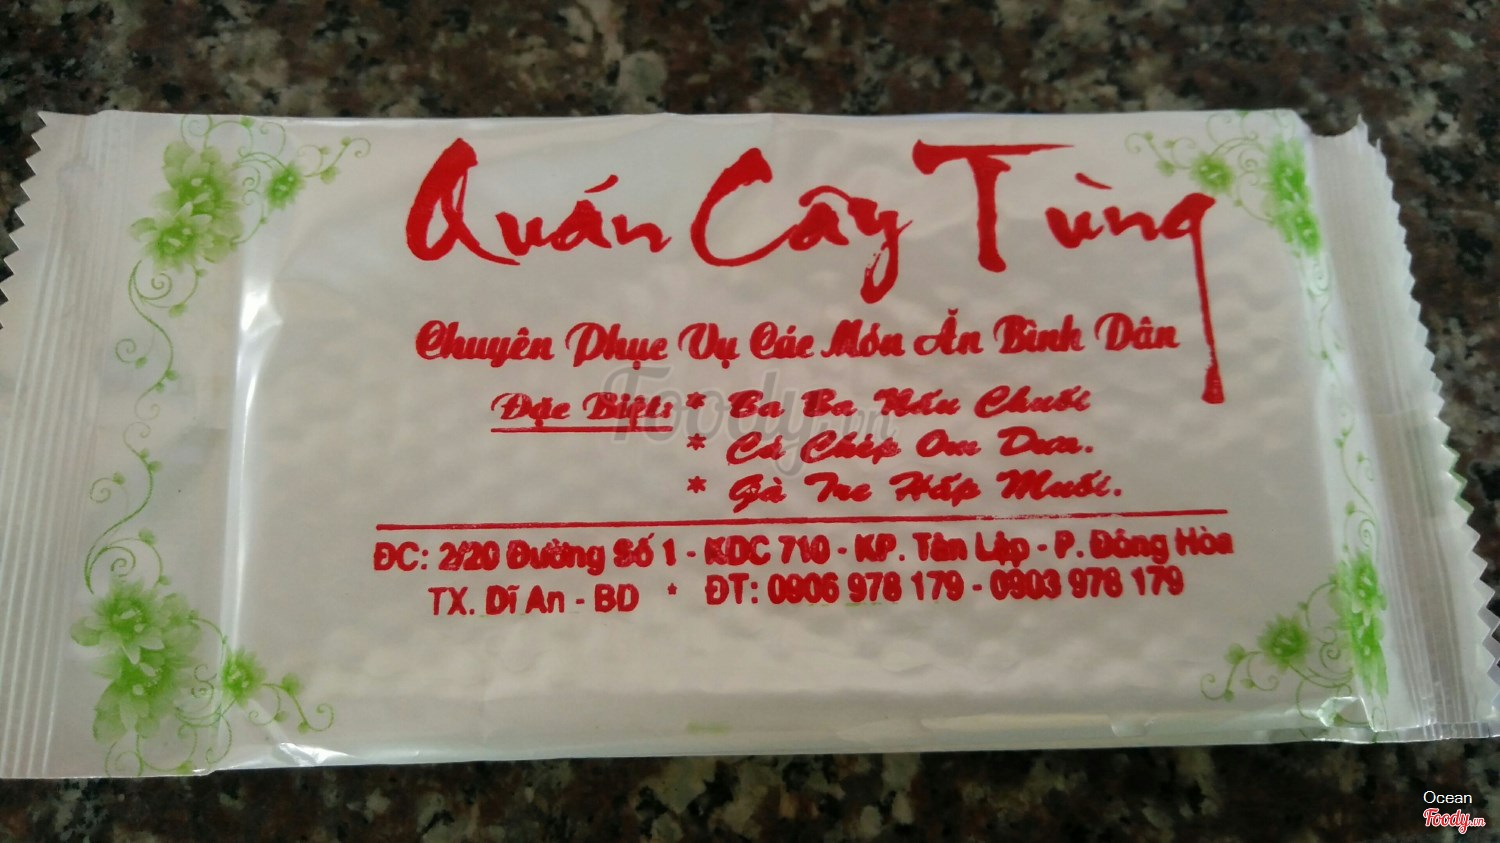 Quán Cây Tùng
Chuyên Phục Vụ Các Món Ăn Bình Dân
Đặc Biệt: * Ba Ba Nấu Chuối
* Cá Chép Om Dưa.
* Gà Tre Hấp Muối.
ĐC: 2/20 Đường Số 1 - KDC 710 - KP. Tân Lập - P. Đông Hòa
TX. Dĩ An - BD * ĐT: 0906 978 179 - 0903 978 179
Foody.vn
Ocean
Foody.vn